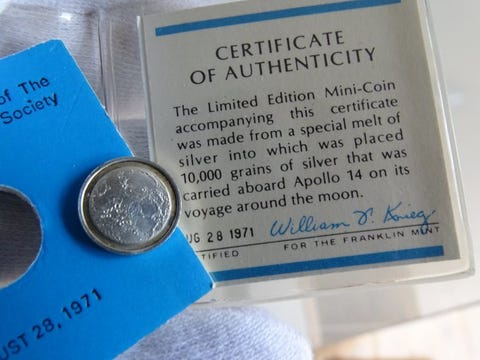 of The
Society
UST 28, 1971
CERTIFICATE
OF AUTHENTICITY
The Limited Edition Mini-Coin
accompanying this certificate
was made from a special melt of
silver into which was placed
10,000 grains of silver that was
carried aboard Apollo 14 on its
voyage around the moon.
UG 28 1971 William T. Krieg
TIFIED FOR THE FRANKLIN MINT